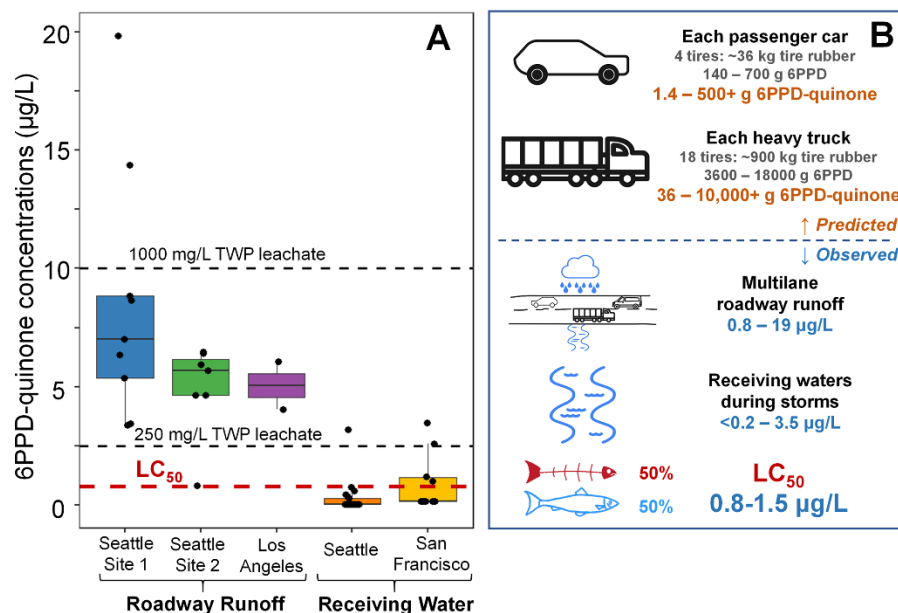 A
6PPD-quinone concentrations (µg/L)
20
15
10
5
0
1000 mg/L TWP leachate
250 mg/L TWP leachate
LC50
Seattle
Site 1
Seattle
Site 2
Los
Angeles
Seattle
San
Francisco
Roadway Runoff
Receiving Water
B
Each passenger car
4 tires: ~36 kg tire rubber
140 – 700 g 6PPD
1.4 – 500+ g 6PPD-quinone
Each heavy truck
18 tires: ~900 kg tire rubber
3600 – 18000 g 6PPD
36 – 10,000+ g 6PPD-quinone
↑ Predicted
↓ Observed
Multilane
roadway runoff
0.8 – 19 µg/L
Receiving waters
during storms
<0.2 – 3.5 µg/L
50%
50%
LC50
0.8-1.5 µg/L